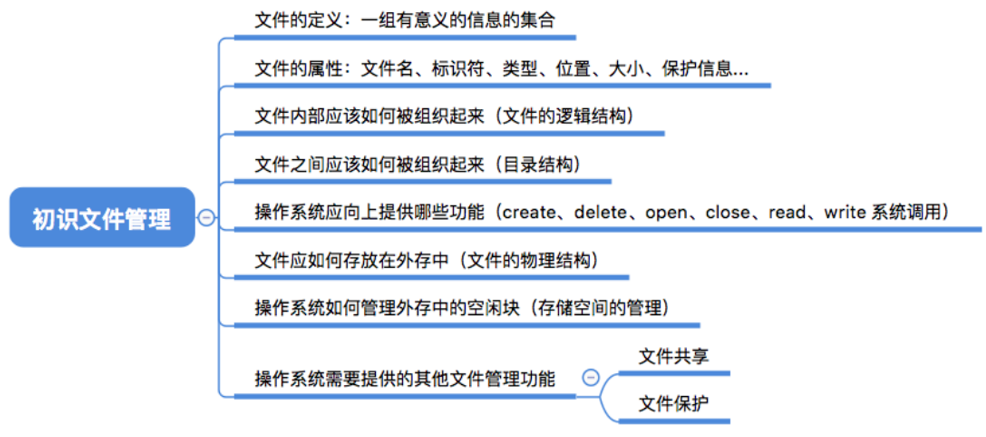 初识文件管理
文件的定义：一组有意义的信息的集合
文件的属性：文件名、标识符、类型、位置、大小、保护信息...
文件内部应该如何被组织起来（文件的逻辑结构）
文件之间应该如何被组织起来（目录结构）
操作系统应向上提供哪些功能（create、delete、open、close、read、write 系统调用）
文件应如何存放在外存中（文件的物理结构）
操作系统如何管理外存中的空闲块（存储空间的管理）
操作系统需要提供的其他文件管理功能
文件共享
文件保护